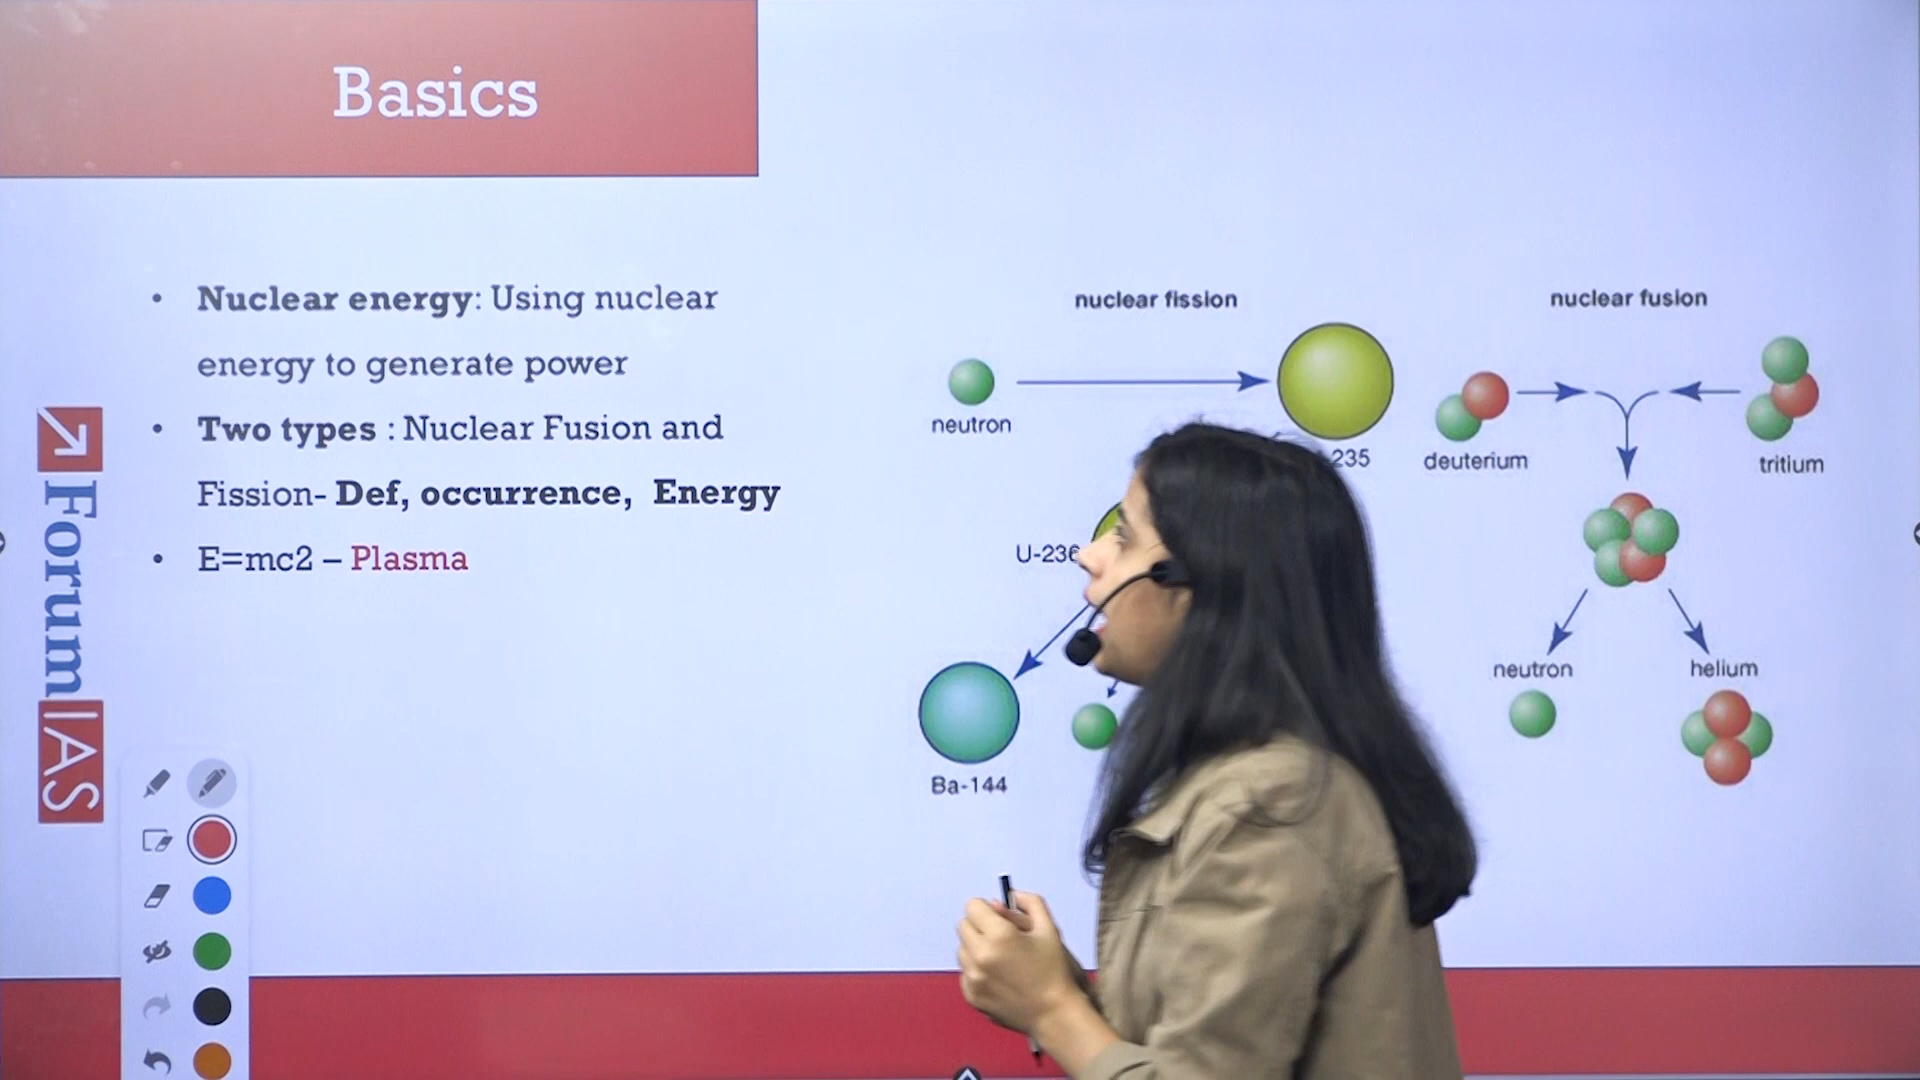 Basics
• Nuclear energy: Using nuclear
energy to generate power
• Two types : Nuclear Fusion and
Fission- Def, occurrence, Energy
• E=mc2 – Plasma
ForumIAS
nuclear fission
neutron
235
U-236
Ba-144
nuclear fusion
deuterium
tritium
neutron
helium